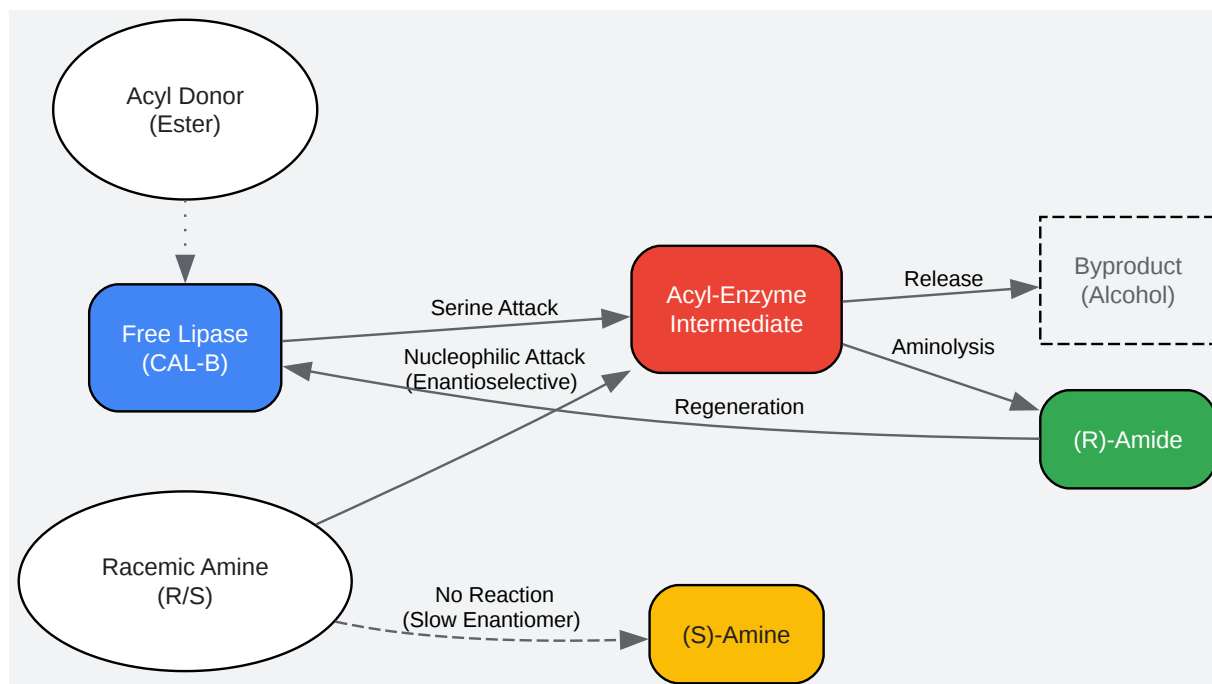 Acyl Donor
(Ester)
Free Lipase
(CAL-B)
Serine Attack
Nucleophilic Attack
(Enantioselective)
Acyl-Enzyme
Intermediate
Release
Byproduct
(Alcohol)
Aminolysis
Regeneration
(R)-Amide
Racemic Amine
(R/S)
No Reaction
(Slow Enantiomer)
(S)-Amine